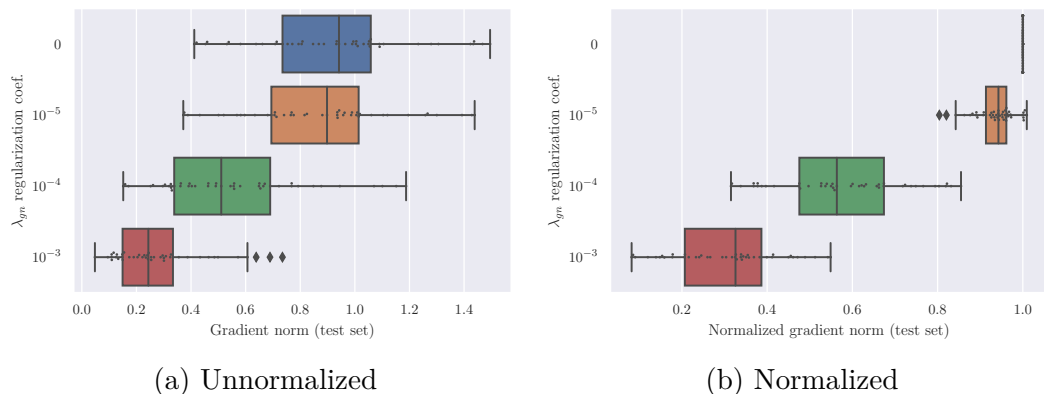 λ_gn regularization coef.
0
10^-5
10^-4
10^-3
0.0 0.2 0.4 0.6 0.8 1.0 1.2 1.4
Gradient norm (test set)
(a) Unnormalized
λ_gn regularization coef.
0
10^-5
10^-4
10^-3
0.2 0.4 0.6 0.8 1.0
Normalized gradient norm (test set)
(b) Normalized